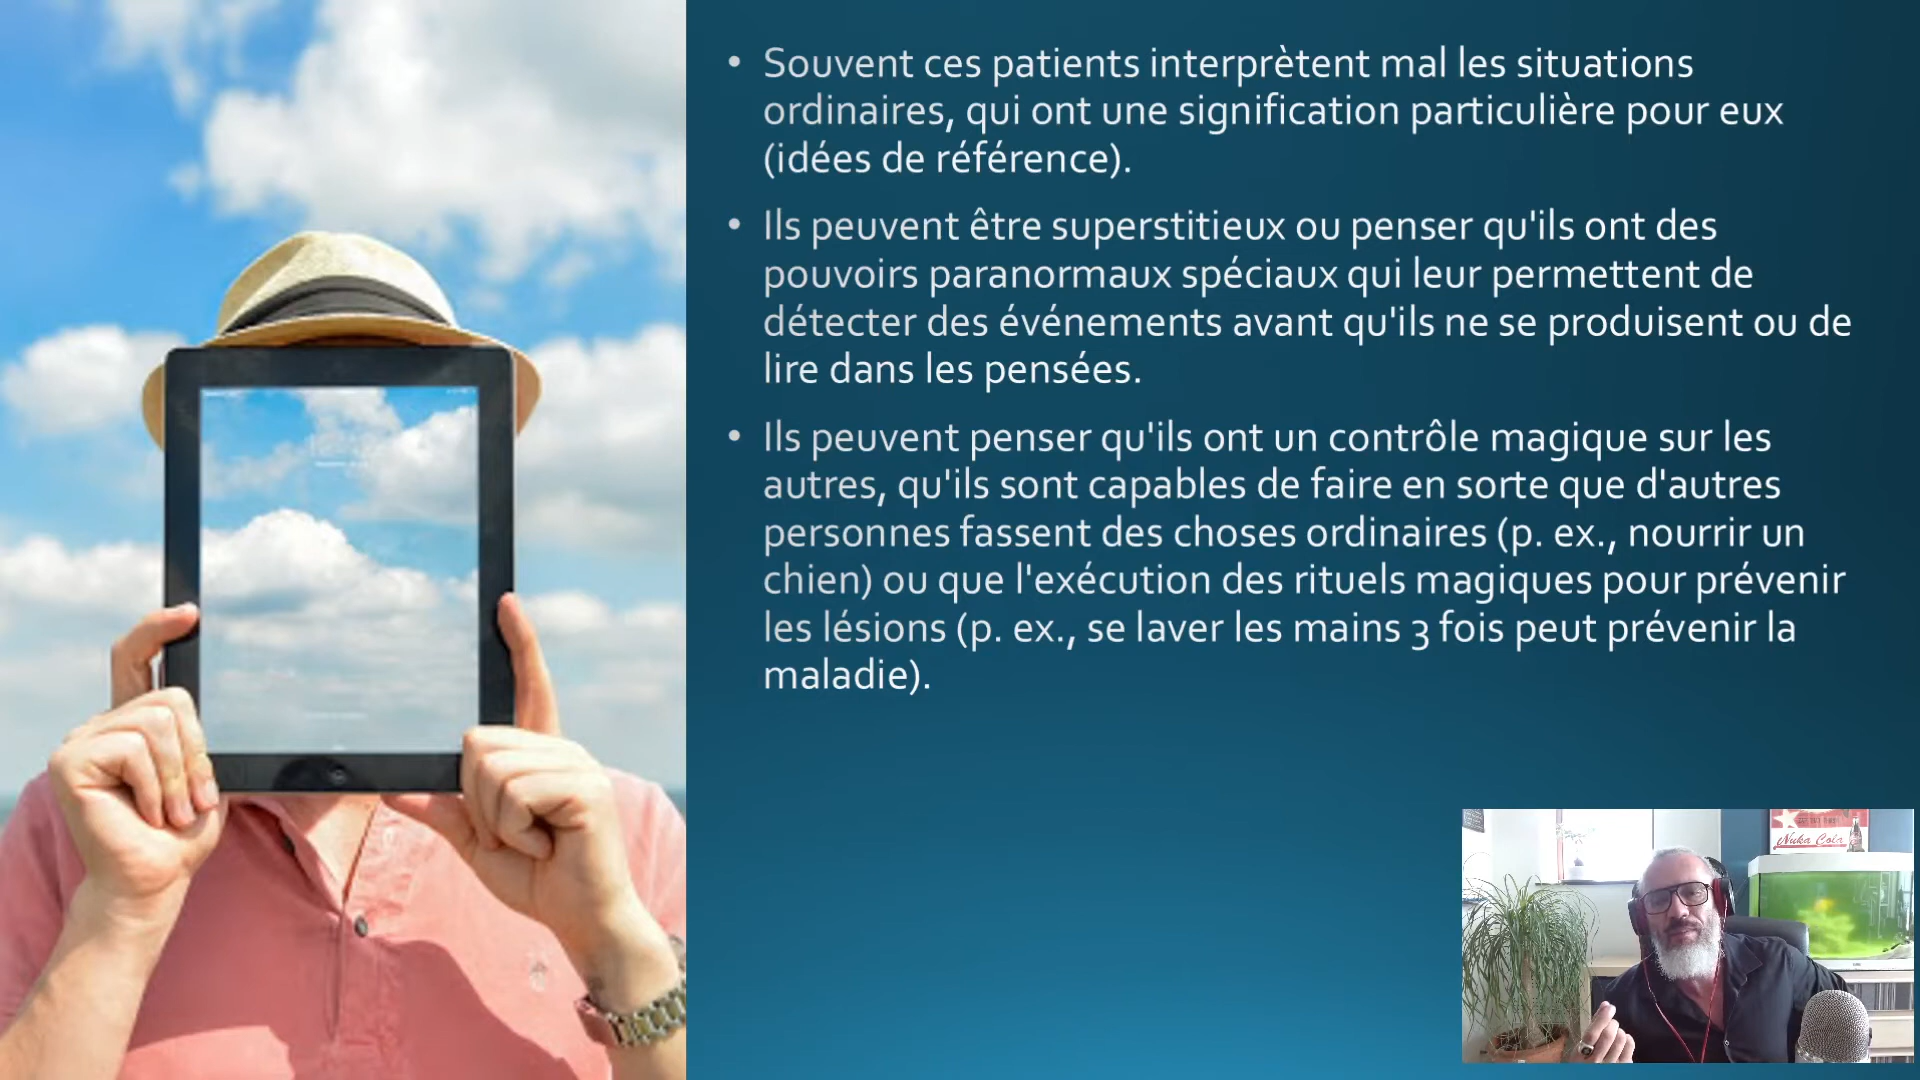 • Souvent ces patients interprètent mal les situations
ordinaires, qui ont une signification particulière pour eux
(idées de référence).
• Ils peuvent être superstitieux ou penser qu'ils ont des
pouvoirs paranormaux spéciaux qui leur permettent de
détecter des événements avant qu'ils ne se produisent ou de
lire dans les pensées.
• Ils peuvent penser qu'ils ont un contrôle magique sur les
autres, qu'ils sont capables de faire en sorte que d'autres
personnes fassent des choses ordinaires (p. ex., nourrir un
chien) ou que l'exécution des rituels magiques pour prévenir
les lésions (p. ex., se laver les mains 3 fois peut prévenir la
maladie).
Nuka Cola